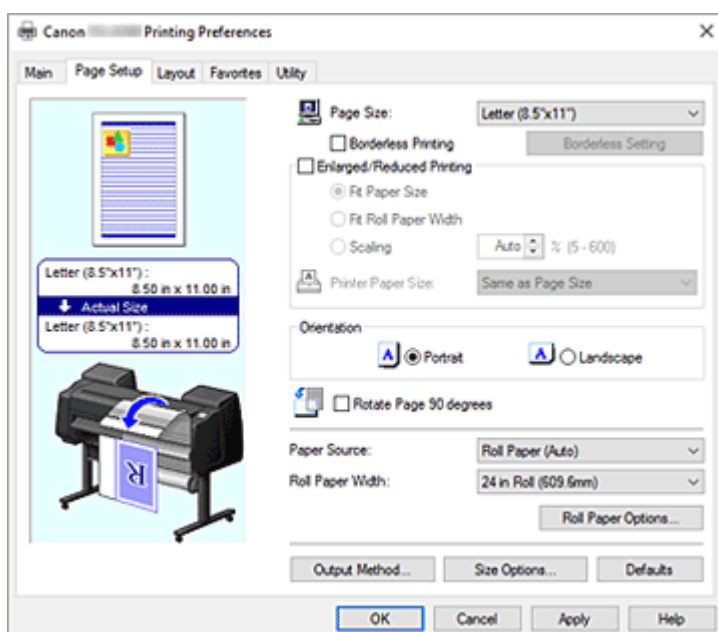 Canon Printing Preferences
Main Page Setup Layout Favorites Utility
Page Size: Letter (8.5"x11")
Borderless Printing Borderless Setting
Enlarged/Reduced Printing
Fit Paper Size
Fit Roll Paper Width
Scaling Auto % (5 - 600)
Printer Paper Size: Same as Page Size
Letter (8.5"x11") :
8.50 in x 11.00 in
Actual Size
Letter (8.5"x11") :
8.50 in x 11.00 in
Orientation
A Portrait A Landscape
Rotate Page 90 degrees
R
Paper Source: Roll Paper (Auto)
Roll Paper Width: 24 in Roll (609.6mm)
Roll Paper Options...
Output Method... Size Options... Defaults
OK Cancel Apply Help